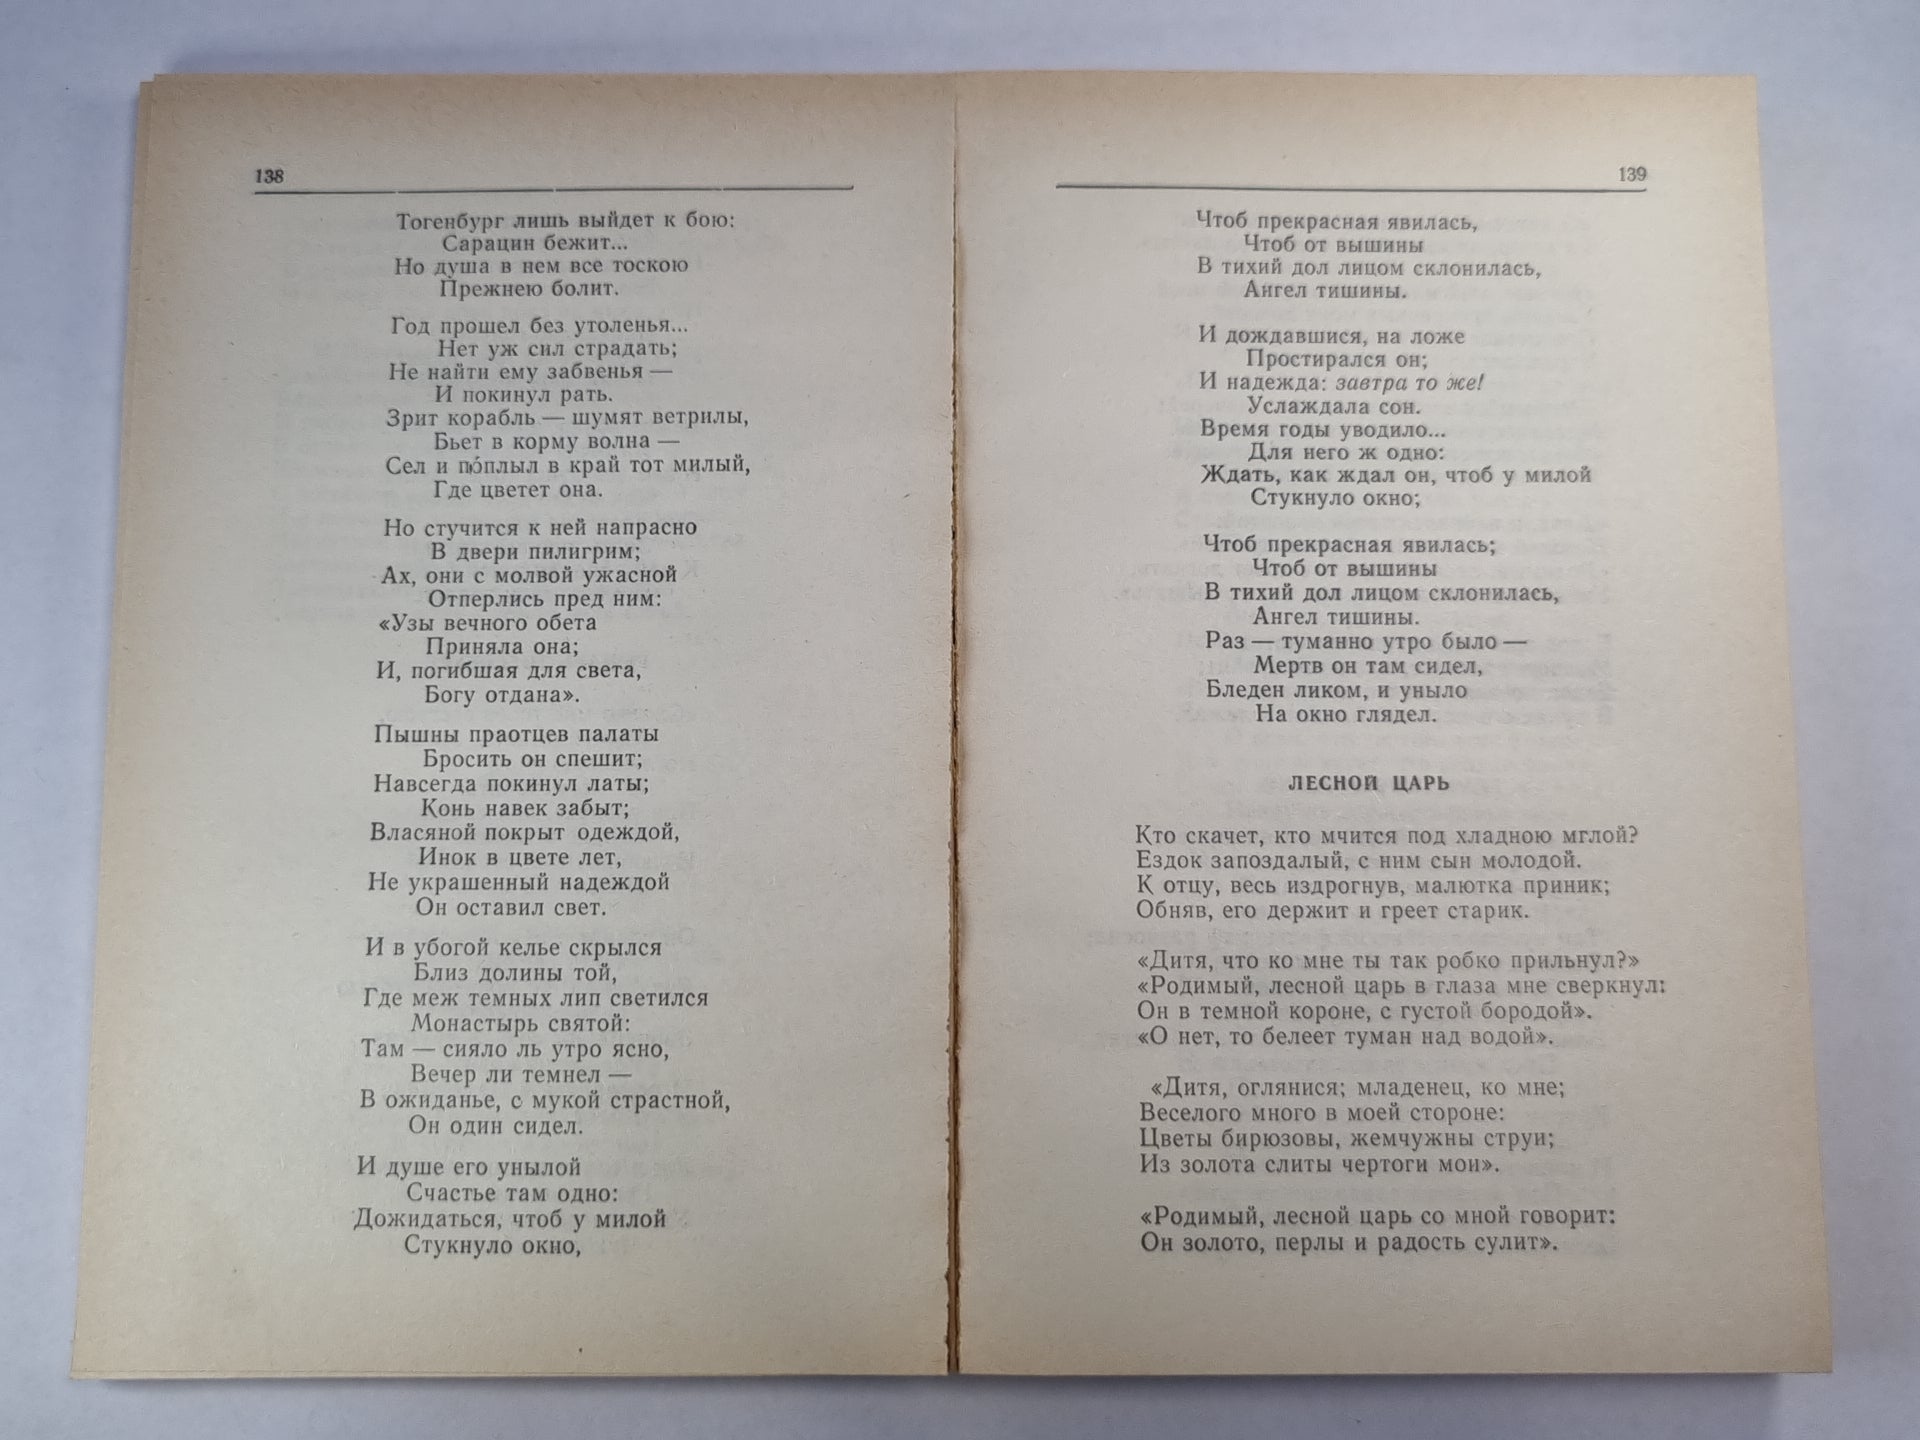 138
Тогенбург лишь выйдет к бою:
Сарацин бежит...
Но душа в нем все тоскою
Прежнею болит.
Год прошел без утоленья...
Нет уж сил страдать;
Не найти ему забвенья —
И покинул рать.
Зрит корабль — шумят ветрилы,
Бьет в корму волна —
Сел и по́плыл в край тот милый,
Где цветет она.
Но стучится к ней напрасно
В двери пилигрим;
Ах, они с молвой ужасной
Отперлись пред ним:
«Узы вечного обета
Приняла она;
И, погибшая для света,
Богу отдана».
Пышны праотцев палаты
Бросить он спешит;
Навсегда покинул латы;
Конь навек забыт;
Власяной покрыт одеждой,
Инок в цвете лет,
Не украшенный надеждой
Он оставил свет.
И в убогой келье скрылся
Близ долины той,
Где меж темных лип светился
Монастырь святой:
Там — сияло ль утро ясно,
Вечер ли темнел —
В ожиданье, с мукой страстной,
Он один сидел.
И душе его унылой
Счастье там одно:
Дожидаться, чтоб у милой
Стукнуло окно,
139
Чтоб прекрасная явилась,
Чтоб от вышины
В тихий дол лицом склонилась,
Ангел тишины.
И дождавшися, на ложе
Простирался он;
И надежда: завтра то же!
Услаждала сон.
Время годы уводило...
Для него ж одно:
Ждать, как ждал он, чтоб у милой
Стукнуло окно;
Чтоб прекрасная явилась;
Чтоб от вышины
В тихий дол лицом склонилась,
Ангел тишины.
Раз — туманно утро было —
Мертв он там сидел,
Бледен ликом, и уныло
На окно глядел.
ЛЕСНОЙ ЦАРЬ
Кто скачет, кто мчится под хладною мглой?
Ездок запоздалый, с ним сын молодой.
К отцу, весь издрогнув, малютка приник;
Обняв, его держит и греет старик.
«Дитя, что ко мне ты так робко прильнул?»
«Родимый, лесной царь в глаза мне сверкнул:
Он в темной короне, с густой бородой».
«О нет, то белеет туман над водой».
«Дитя, оглянися; младенец, ко мне;
Веселого много в моей стороне:
Цветы бирюзовы, жемчужны струи;
Из золота слиты чертоги мои».
«Родимый, лесной царь со мной говорит:
Он золото, перлы и радость сулит».